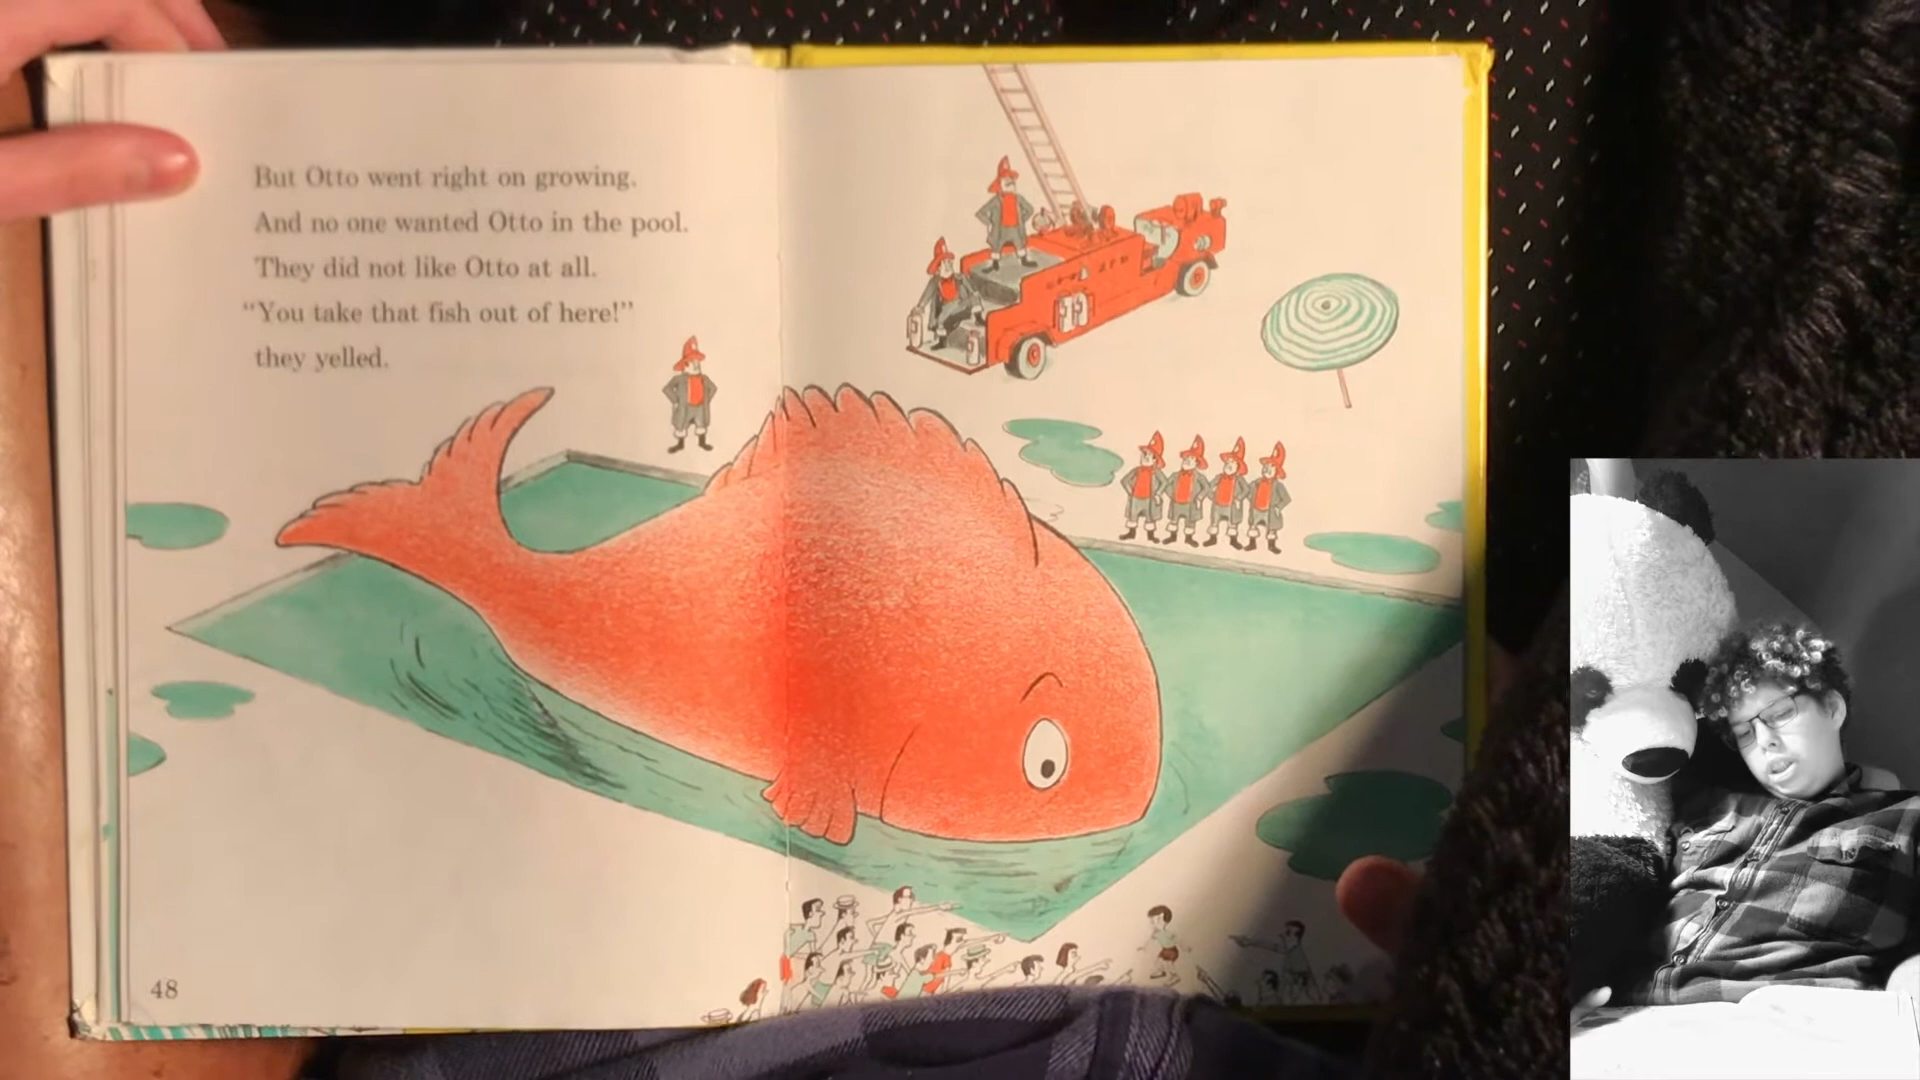 But Otto went right on growing.
And no one wanted Otto in the pool.
They did not like Otto at all.
“You take that fish out of here!”
they yelled.
48